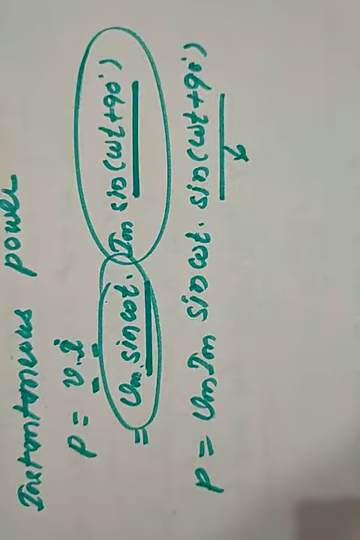 Instantaneous power
P = v.i
= Vm sinωt. Im sin(ωt+90°)
P = VmIm sinωt. sin(ωt+90°)